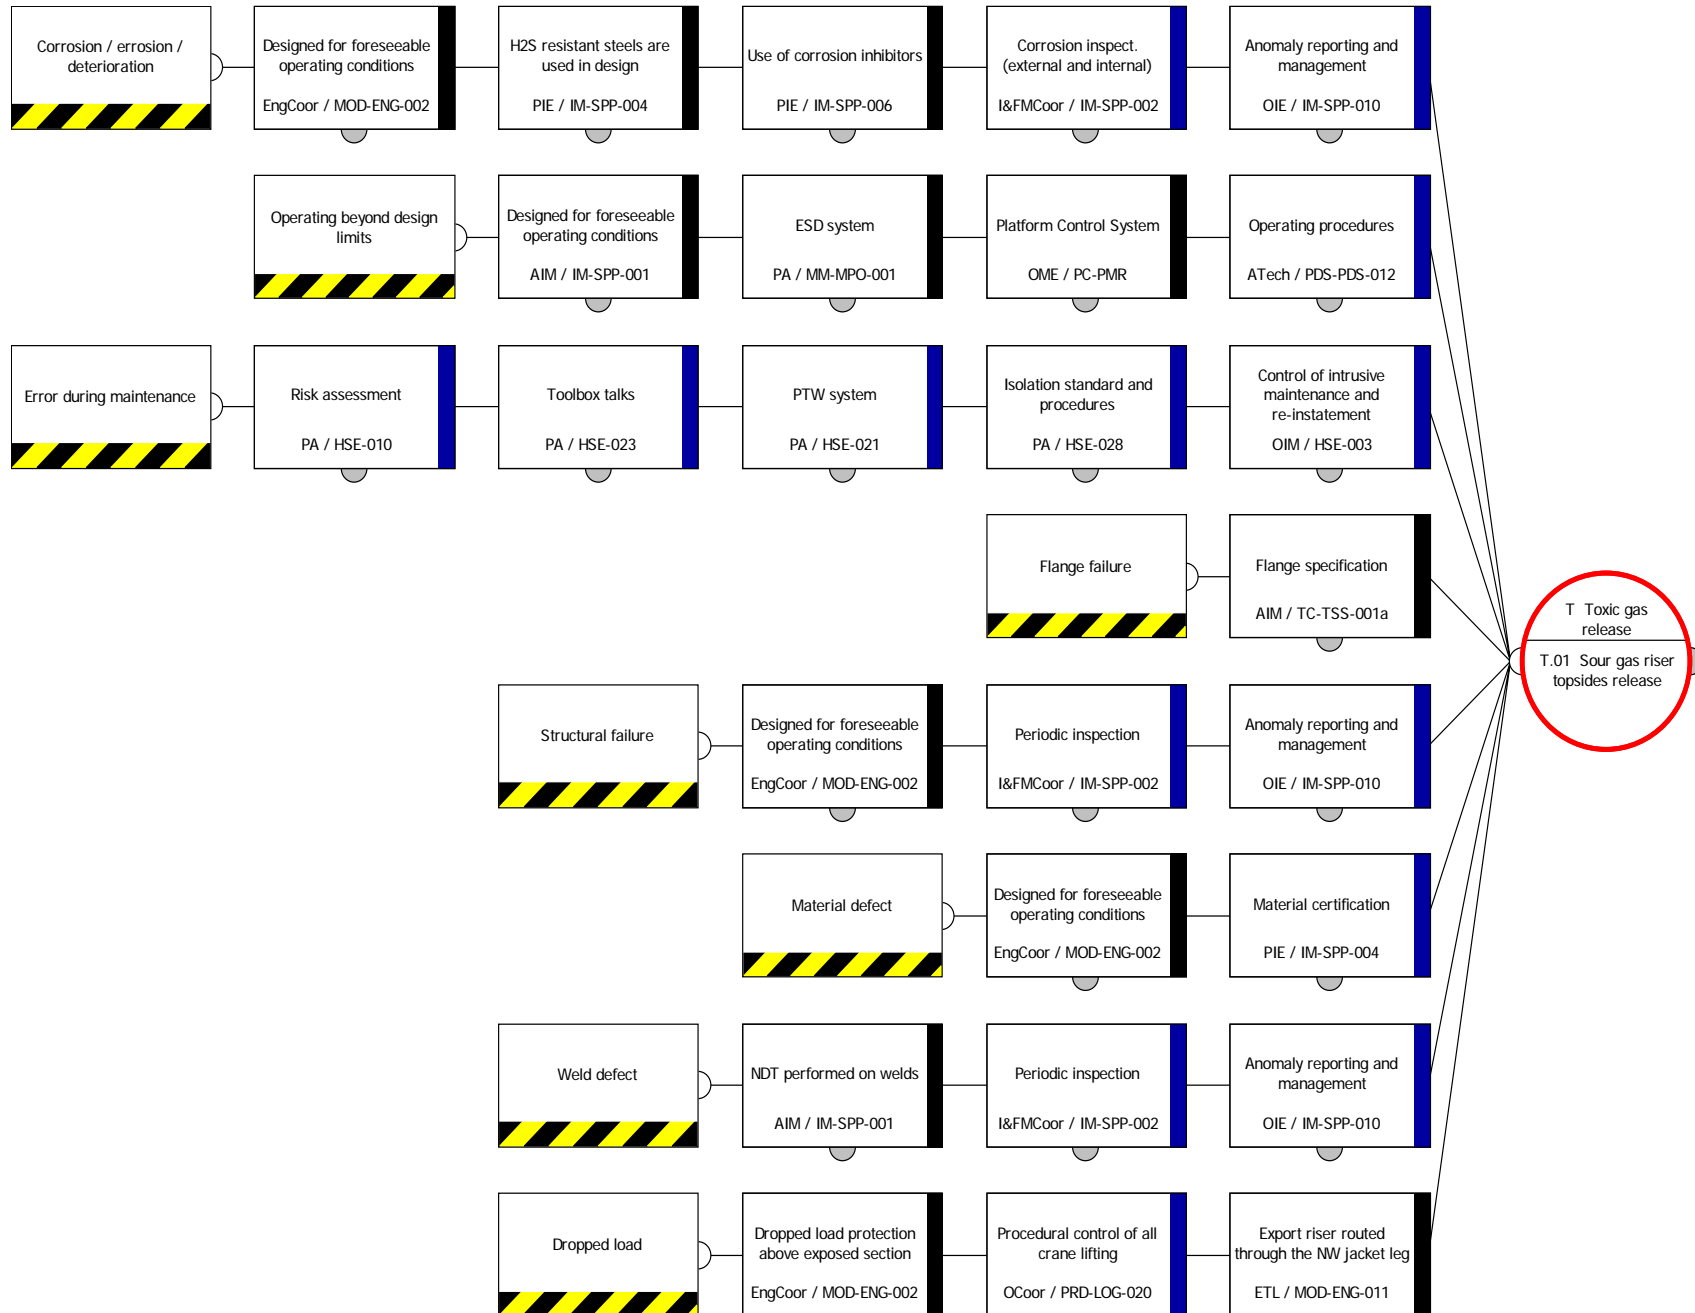 Corrosion / errosion /
deterioration
Designed for foreseeable
operating conditions
EngCoor / MOD-ENG-002
H2S resistant steels are
used in design
PIE / IM-SPP-004
Use of corrosion inhibitors
PIE / IM-SPP-006
Corrosion inspect.
(external and internal)
I&FMCoor / IM-SPP-002
Anomaly reporting and
management
OIE / IM-SPP-010
Operating beyond design
limits
Designed for foreseeable
operating conditions
AIM / IM-SPP-001
ESD system
PA / MM-MPO-001
Platform Control System
OME / PC-PMR
Operating procedures
ATech / PDS-PDS-012
Error during maintenance
Risk assessment
PA / HSE-010
Toolbox talks
PA / HSE-023
PTW system
PA / HSE-021
Isolation standard and
procedures
PA / HSE-028
Control of intrusive
maintenance and
re-instatement
OIM / HSE-003
Flange failure
Flange specification
AIM / TC-TSS-001a
T Toxic gas
release
T.01 Sour gas riser
topsides release
Structural failure
Designed for foreseeable
operating conditions
EngCoor / MOD-ENG-002
Periodic inspection
I&FMCoor / IM-SPP-002
Anomaly reporting and
management
OIE / IM-SPP-010
Material defect
Designed for foreseeable
operating conditions
EngCoor / MOD-ENG-002
Material certification
PIE / IM-SPP-004
Weld defect
NDT performed on welds
AIM / IM-SPP-001
Periodic inspection
I&FMCoor / IM-SPP-002
Anomaly reporting and
management
OIE / IM-SPP-010
Dropped load
Dropped load protection
above exposed section
EngCoor / MOD-ENG-002
Procedural control of all
crane lifting
OCoor / PRD-LOG-020
Export riser routed
through the NW jacket leg
ETL / MOD-ENG-011